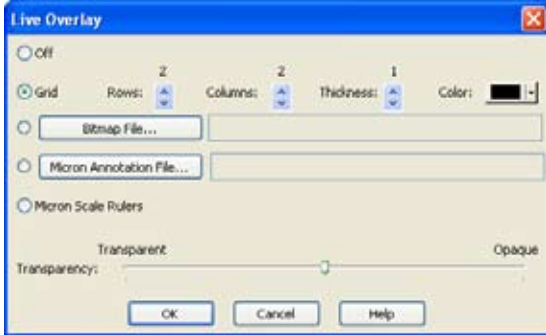 Live Overlay
Off
2 2 1
Grid Rows: Columns: Thickness: Color:
Bitmap File...
Micron Annotation File...
Micron Scale Rulers
Transparent Opaque
Transparency:
OK Cancel Help